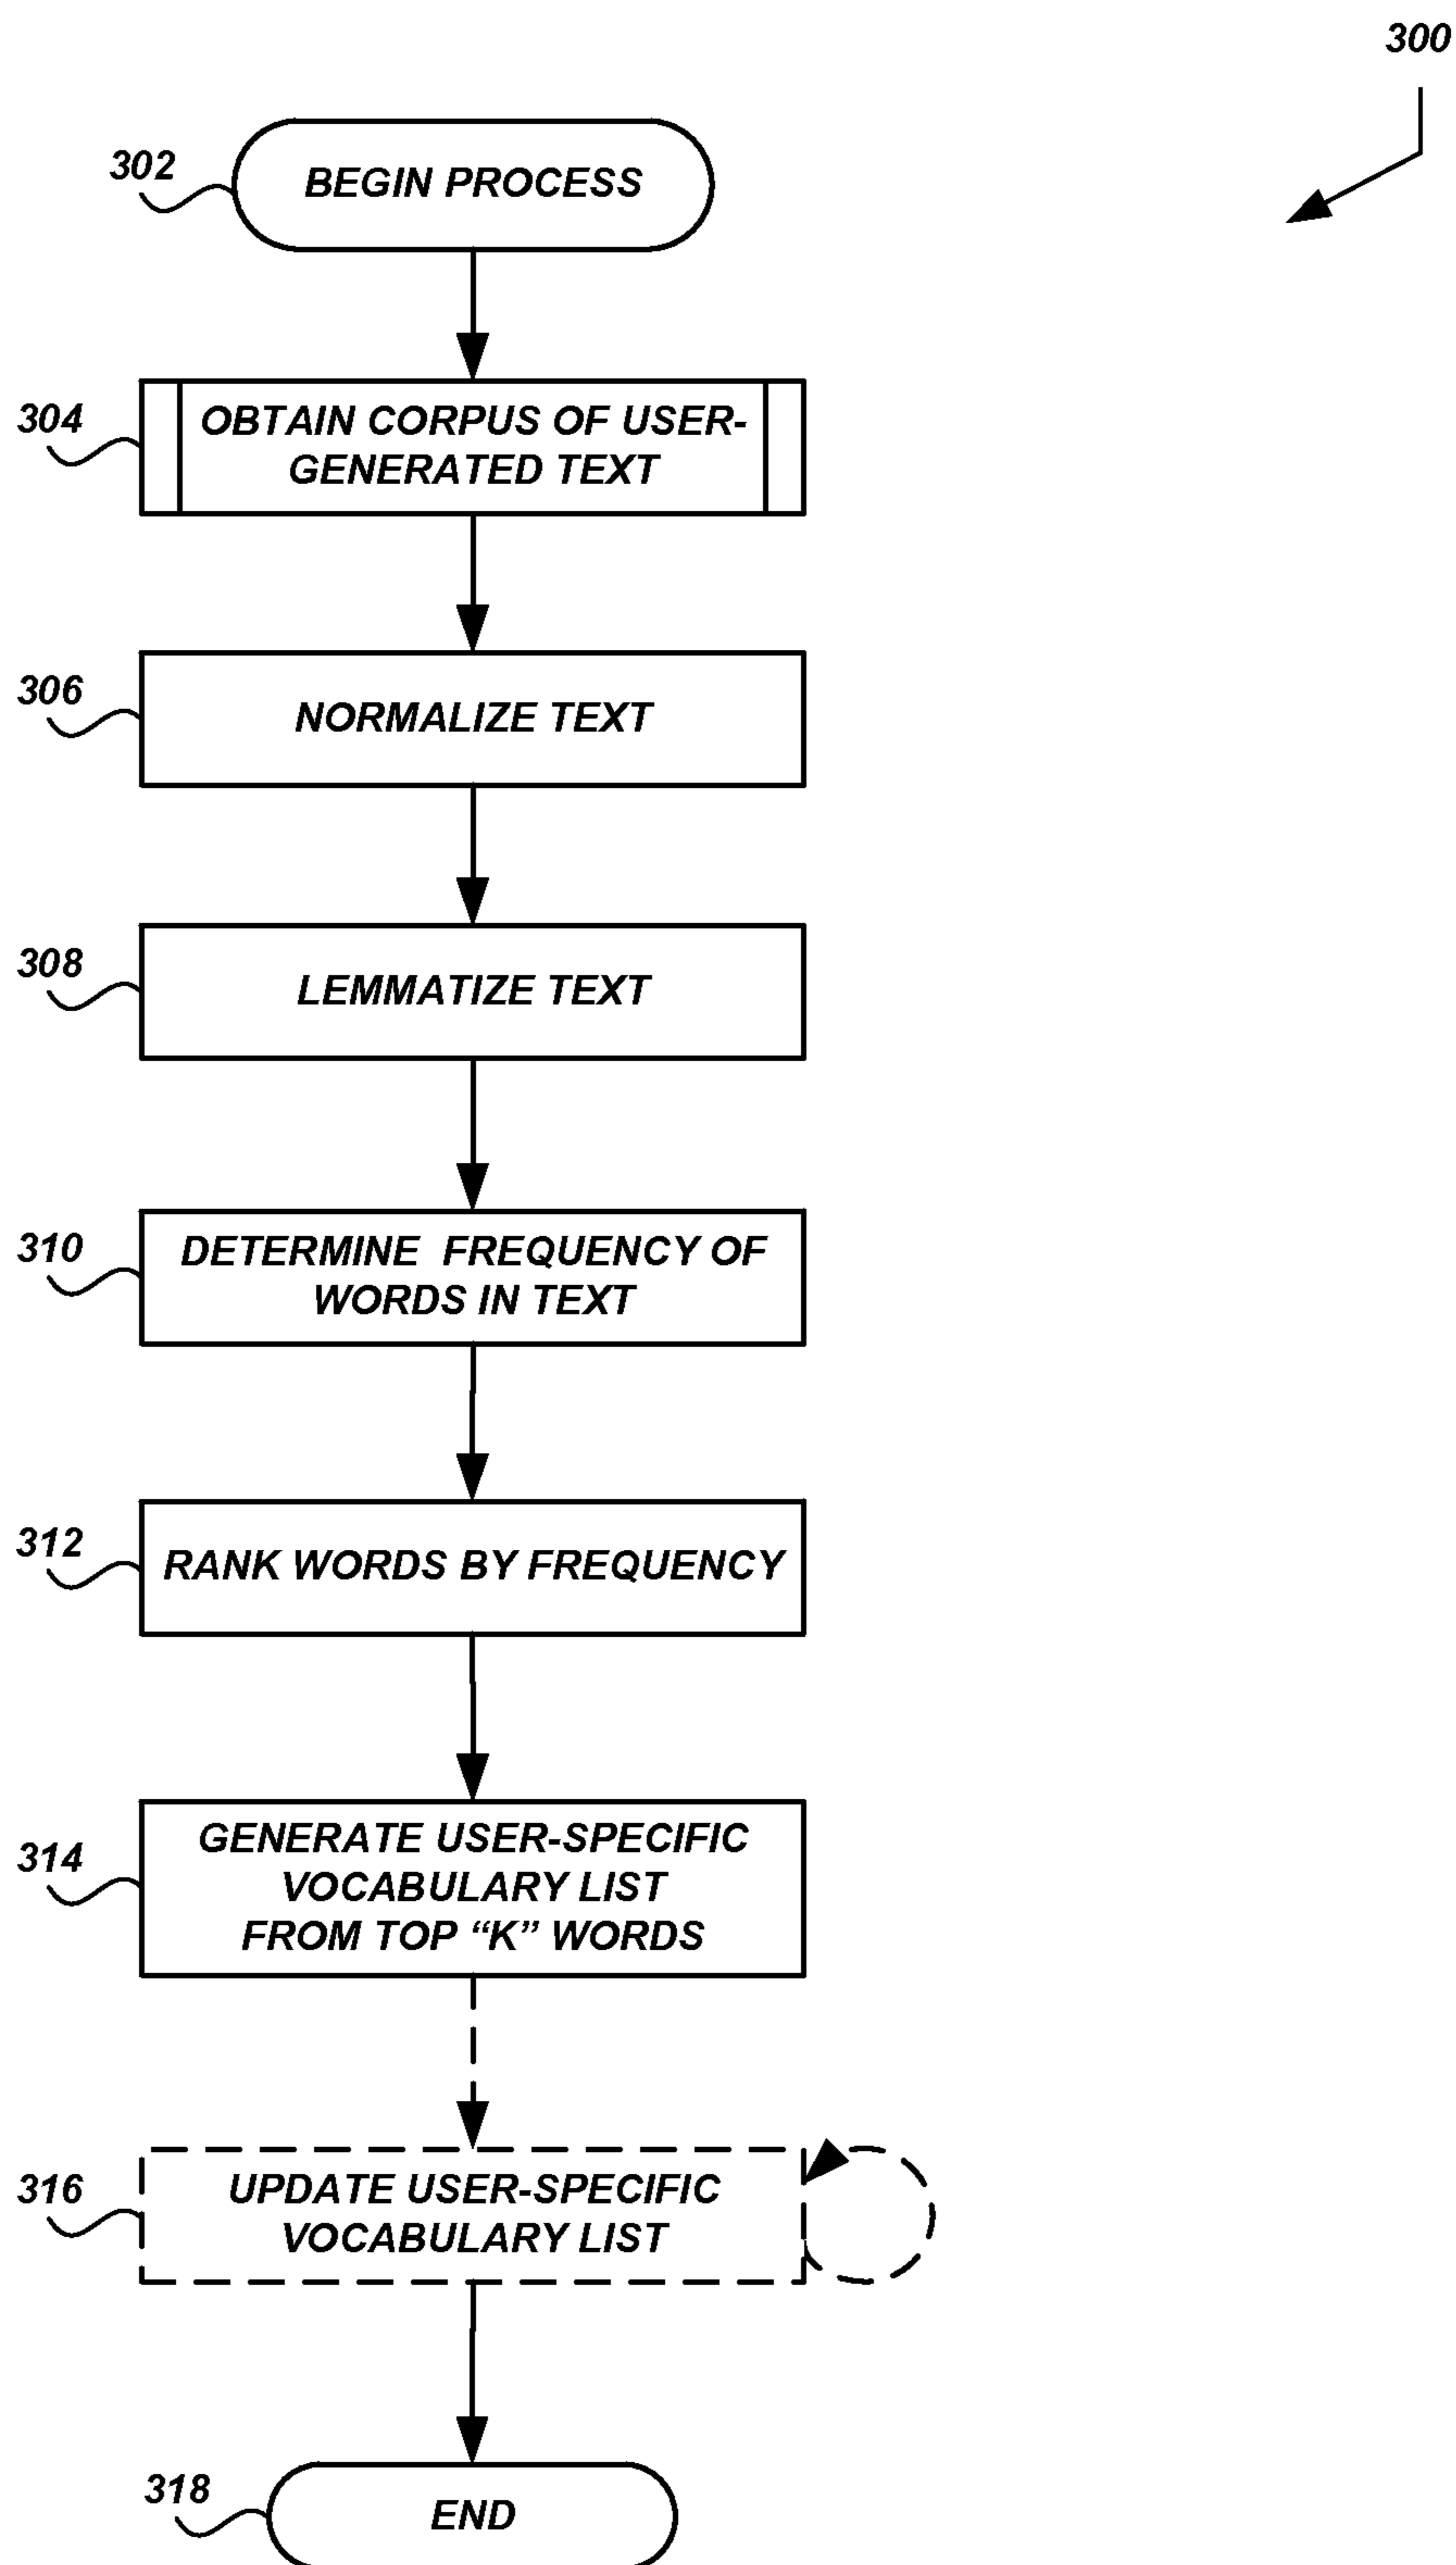 300
302
BEGIN PROCESS
304
OBTAIN CORPUS OF USER-
GENERATED TEXT
306
NORMALIZE TEXT
308
LEMMATIZE TEXT
310
DETERMINE FREQUENCY OF
WORDS IN TEXT
312
RANK WORDS BY FREQUENCY
314
GENERATE USER-SPECIFIC
VOCABULARY LIST
FROM TOP “K” WORDS
316
UPDATE USER-SPECIFIC
VOCABULARY LIST
318
END